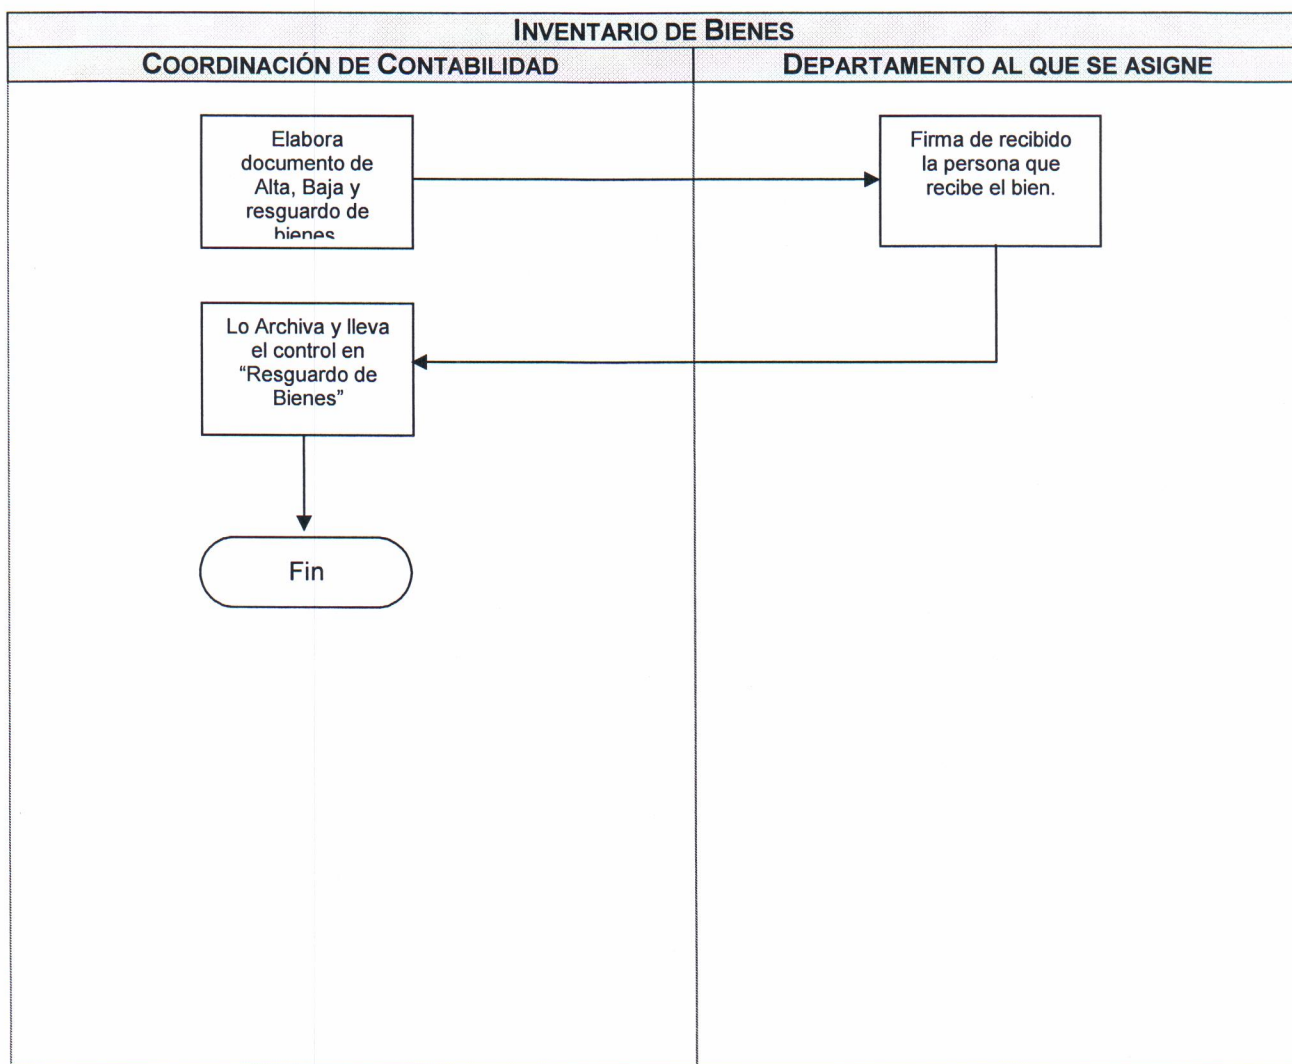 INVENTARIO DE BIENES
COORDINACIÓN DE CONTABILIDAD
DEPARTAMENTO AL QUE SE ASIGNE
Elabora
documento de
Alta, Baja y
resguardo de
bienes
Firma de recibido
la persona que
recibe el bien.
Lo Archiva y lleva
el control en
“Resguardo de
Bienes”
Fin